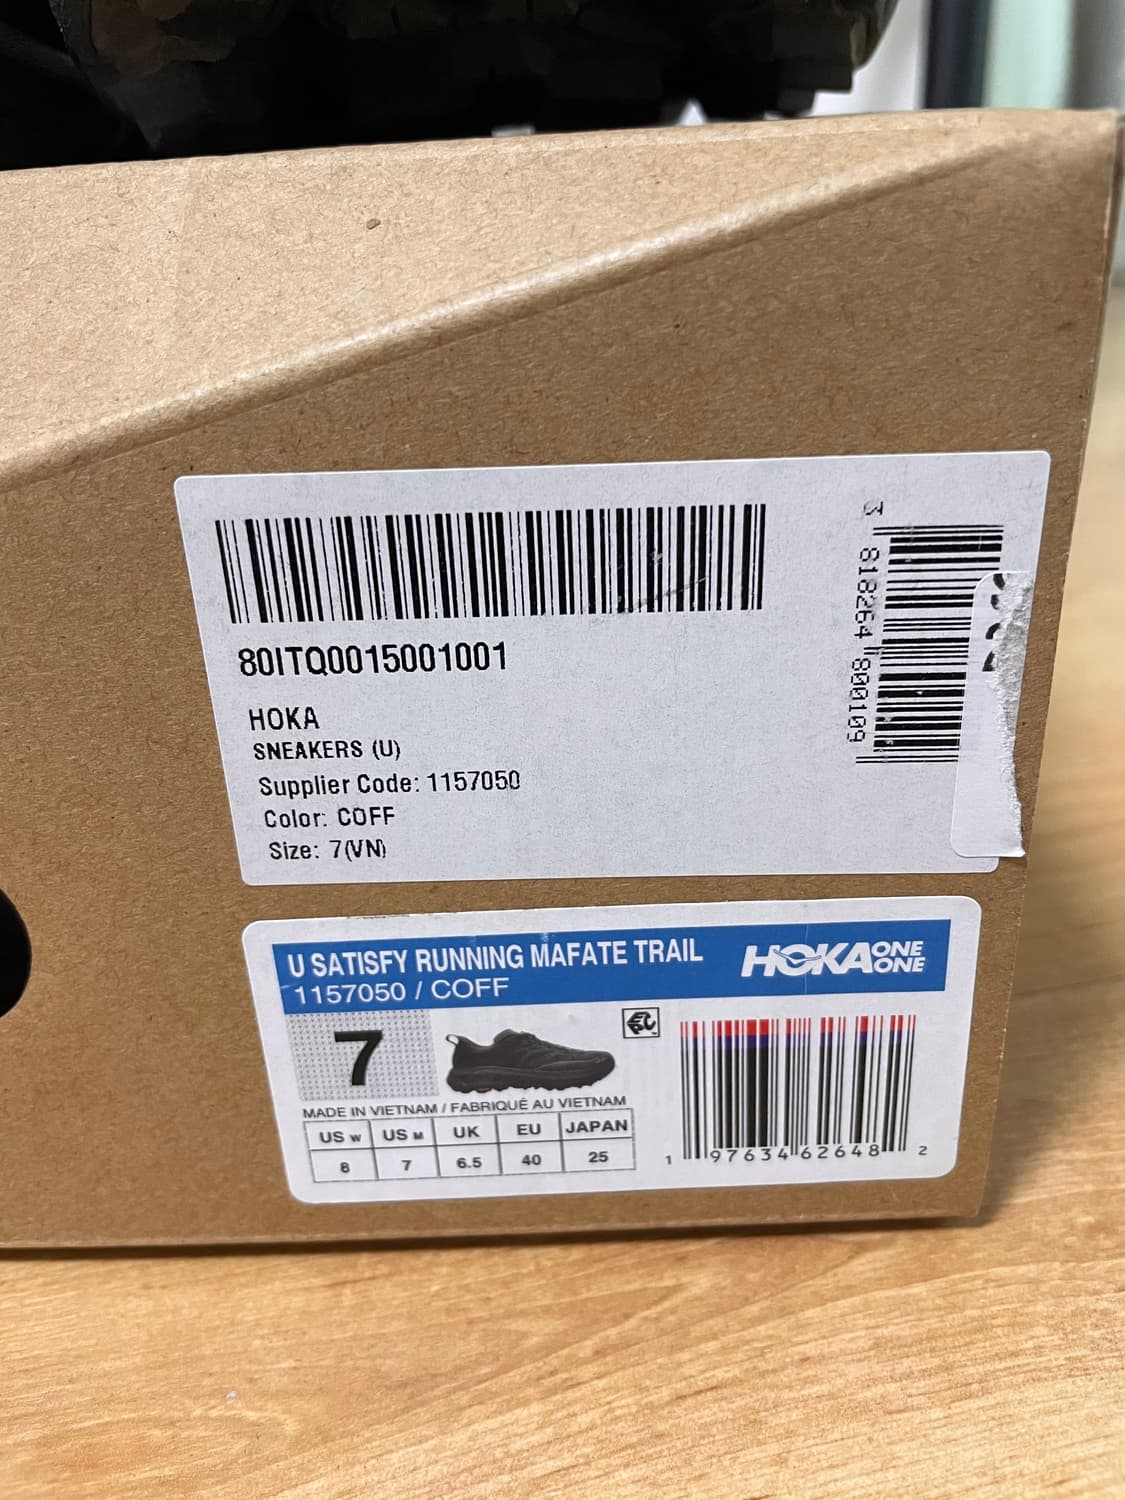 80ITQ0015001001
HOKA
SNEAKERS (U)
Supplier Code: 1157050
Color: COFF
Size: 7(VN)
3 818264 800109
U SATISFY RUNNING MAFATE TRAIL
1157050 / COFF
HOKA ONE ONE
7
MADE IN VIETNAM / FABRIQUÉ AU VIETNAM
US W US M UK EU JAPAN
8 7 6.5 40 25
1 97634 62648 2